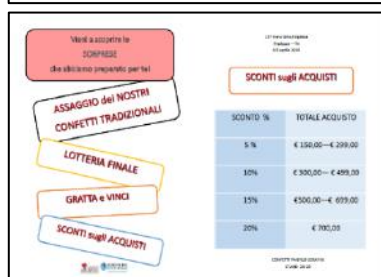 Vieni a scoprire le
SORPRESE
che abbiamo preparato per te!
ASSAGGIO dei NOSTRI
CONFETTI TRADIZIONALI
LOTTERIA FINALE
GRATTA e VINCI
SCONTI sugli ACQUISTI
SCONTI sugli ACQUISTI
SCONTO % TOTALE ACQUISTO
5 % € 150,00—€ 299,00
10% € 300,00—€ 499,00
15% €500,00—€ 699,00
20% € 700,00